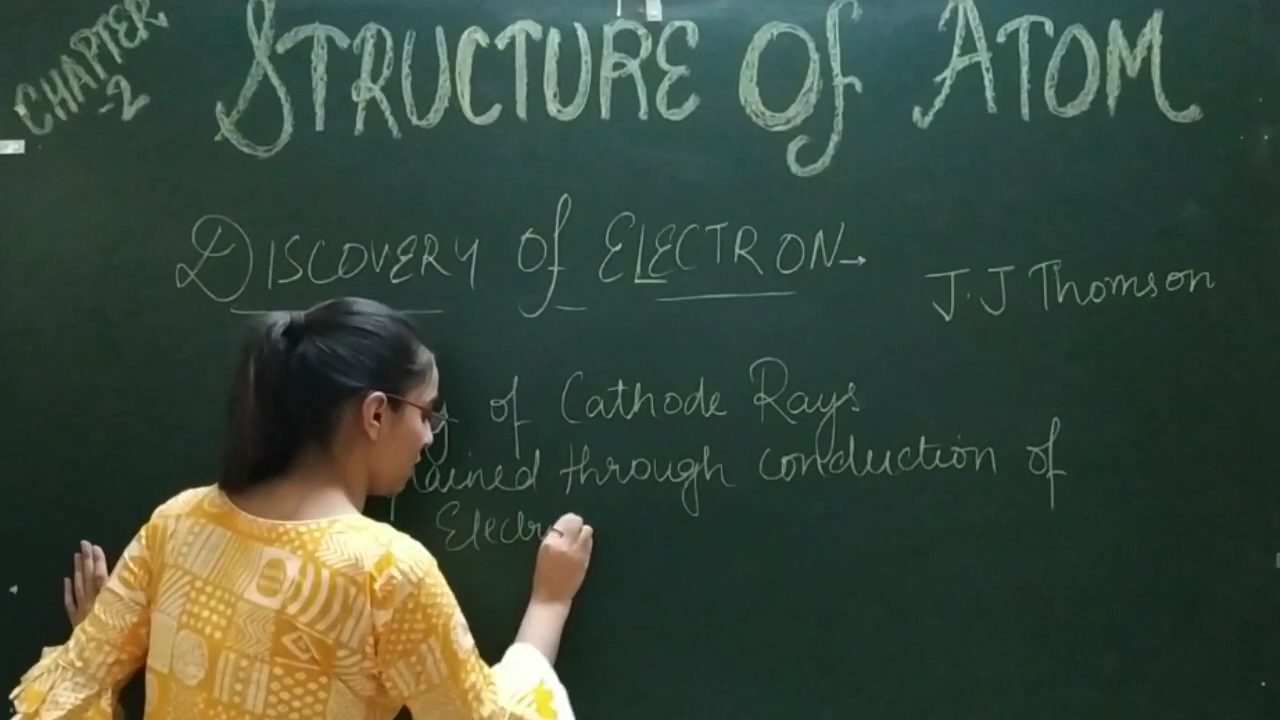 CHAPTER
-2
STRUCTURE Of ATOM
DISCOVERY Of ELECTRON→
J.J Thomson
of Cathode Rays
through conduction of